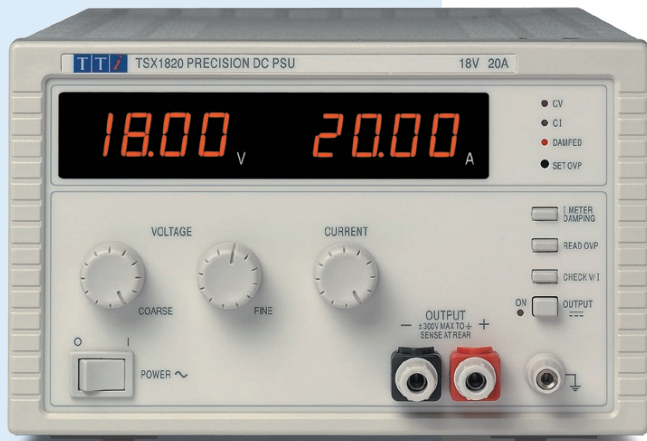 TTi TSX1820 PRECISION DC PSU 18V 20A
18.00 V 20.00 A
CV
CI
DAMPED
SET OVP
I METER
DAMPING
READ OVP
CHECK V/I
ON OUTPUT
VOLTAGE
COARSE
FINE
CURRENT
OUTPUT
− ±300V MAX TO ⏚ +
SENSE AT REAR
O I
POWER ∼